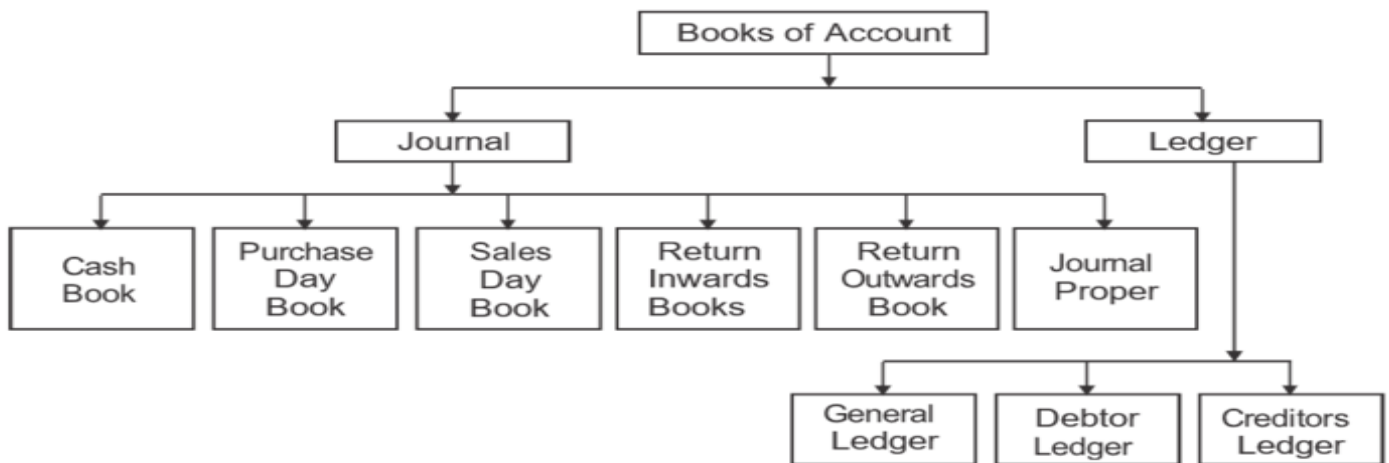 Books of Account
Journal
Ledger
Cash
Book
Purchase
Day
Book
Sales
Day
Book
Return
Inwards
Books
Return
Outwards
Book
Journal
Proper
General
Ledger
Debtor
Ledger
Creditors
Ledger